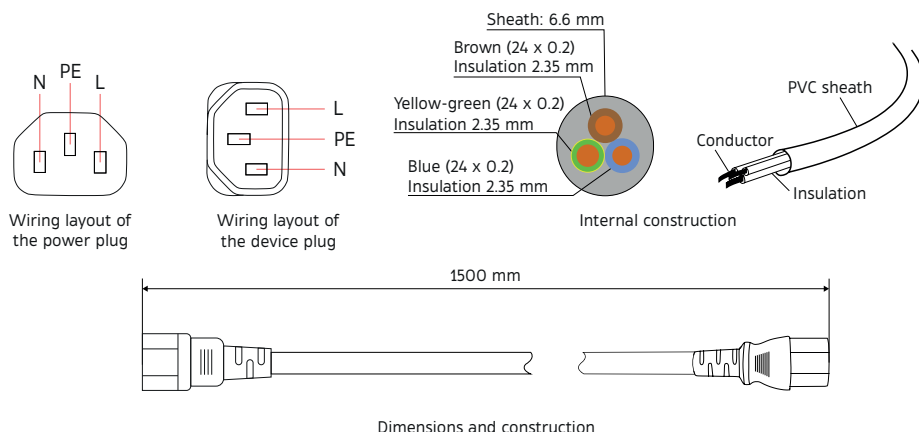 N PE L
Wiring layout of
the power plug
L
PE
N
Wiring layout of
the device plug
Sheath: 6.6 mm
Brown (24 x 0.2)
Insulation 2.35 mm
Yellow-green (24 x 0.2)
Insulation 2.35 mm
Blue (24 x 0.2)
Insulation 2.35 mm
Internal construction
PVC sheath
Conductor
Insulation
1500 mm
Dimensions and construction